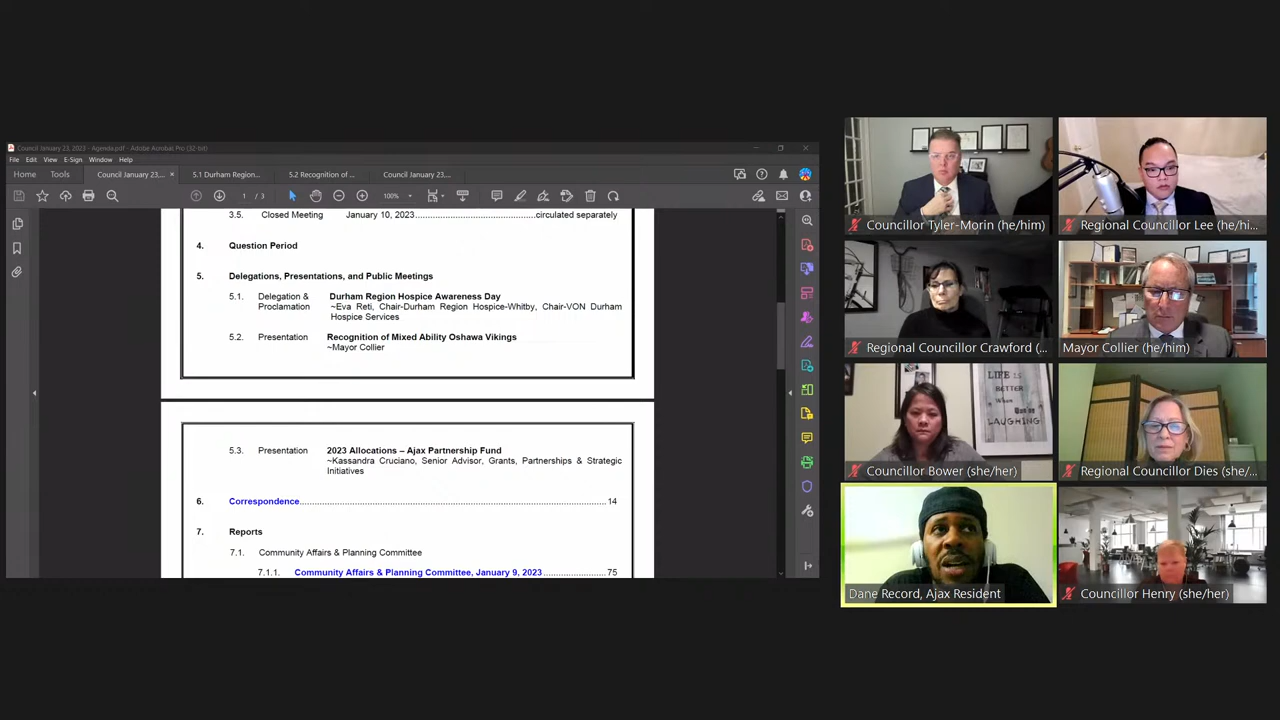 Council January 23, 2023 - Agenda.pdf - Adobe Acrobat Pro (32-bit)
File Edit View E-Sign Window Help
Home Tools Council January 23,... × 5.1 Durham Region... 5.2 Recognition of ... Council January 23,...
1 / 3 100%
3.5. Closed Meeting January 10, 2023 circulated separately
4. Question Period
5. Delegations, Presentations, and Public Meetings
5.1. Delegation & Proclamation Durham Region Hospice Awareness Day
~Eva Reti, Chair-Durham Region Hospice-Whitby, Chair-VON Durham
Hospice Services
5.2. Presentation Recognition of Mixed Ability Oshawa Vikings
~Mayor Collier
5.3. Presentation 2023 Allocations – Ajax Partnership Fund
~Kassandra Cruciano, Senior Advisor, Grants, Partnerships & Strategic
Initiatives
6. Correspondence 14
7. Reports
7.1. Community Affairs & Planning Committee
7.1.1. Community Affairs & Planning Committee, January 9, 2023 75
Councillor Tyler-Morin (he/him)
Regional Councillor Lee (he/hi...
Regional Councillor Crawford (...
Mayor Collier (he/him)
LIFE IS
BETTER
When
You're
LAUGHING
Councillor Bower (she/her)
Regional Councillor Dies (she/...
Dane Record, Ajax Resident
Councillor Henry (she/her)